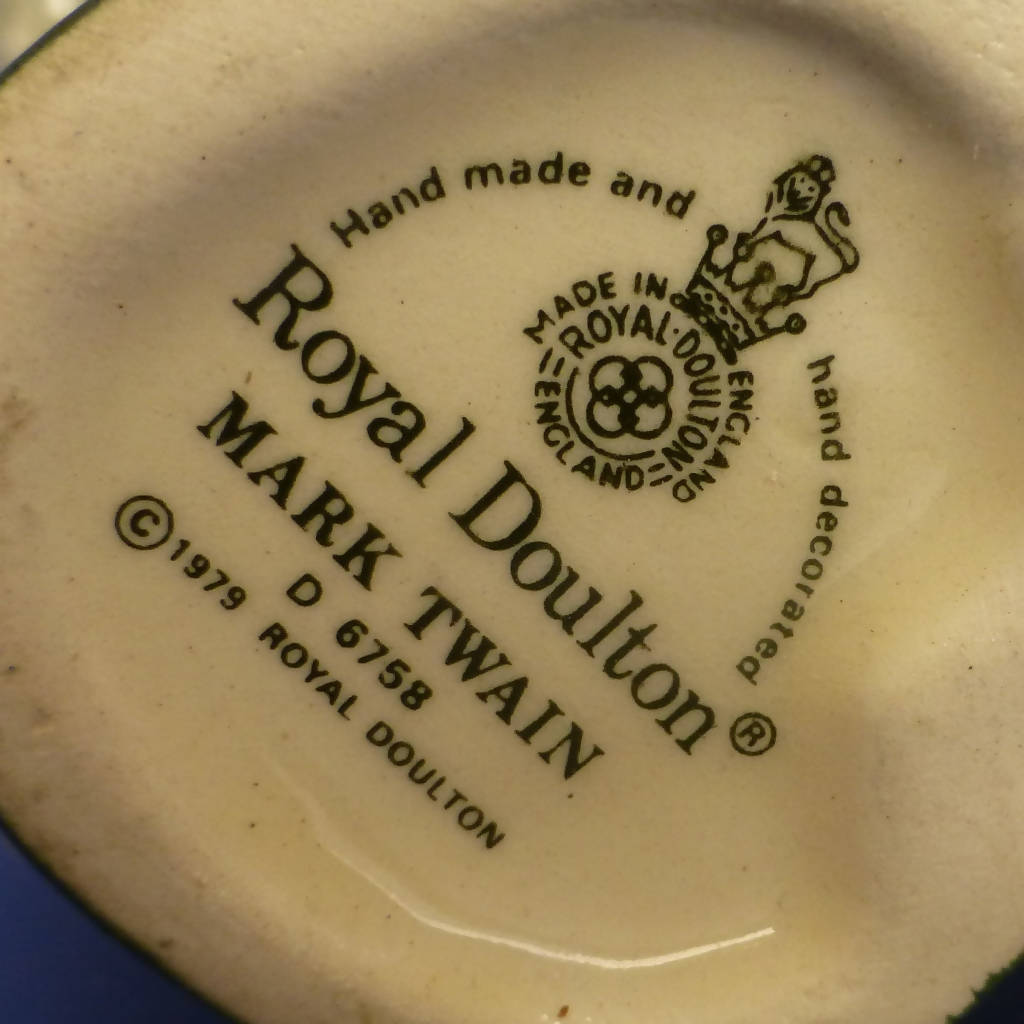 Hand made and hand decorated
MADE IN ENGLAND
ROYAL·DOULTON
ENGLAND
Royal Doulton®
MARK TWAIN
D 6758
©1979 ROYAL DOULTON